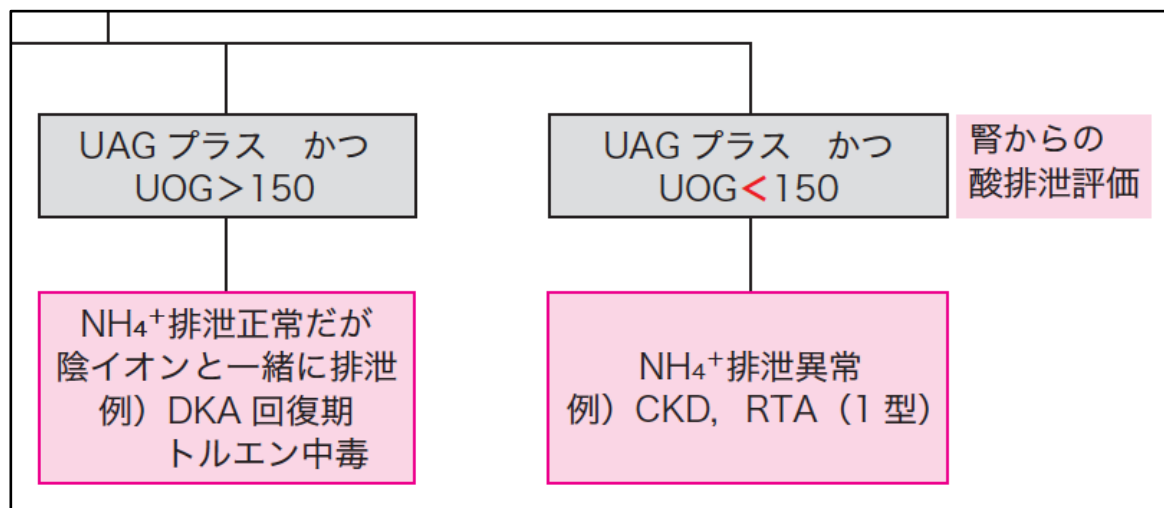 UAG プラス　かつ
UOG＞150
UAG プラス　かつ
UOG＜150
腎からの
酸排泄評価
NH₄⁺排泄正常だが
陰イオンと一緒に排泄
例）DKA 回復期
トルエン中毒
NH₄⁺排泄異常
例）CKD，RTA（1 型）